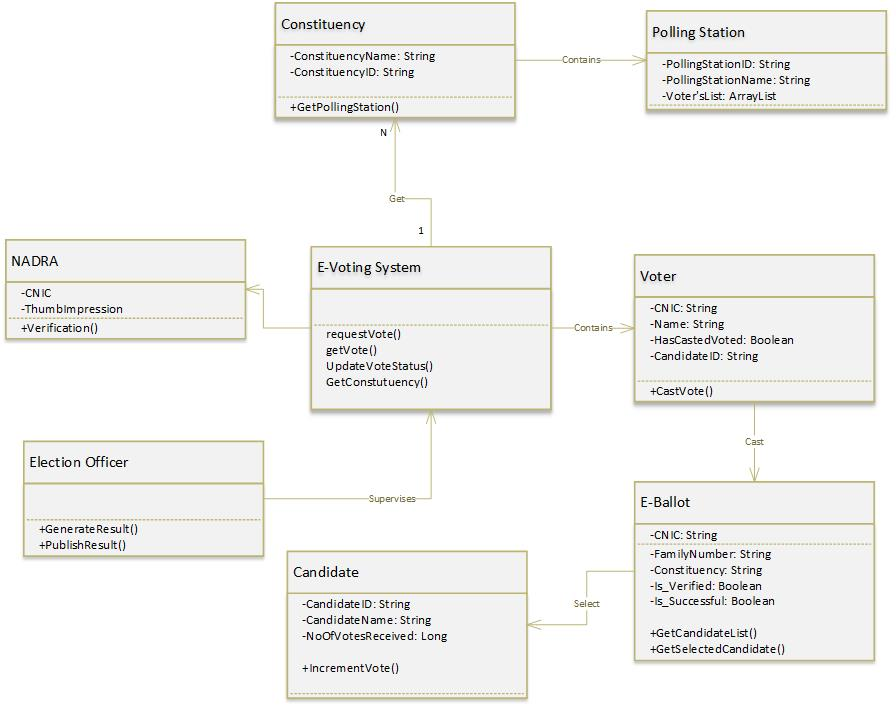 Constituency
-ConstituencyName: String
-ConstituencyID: String
+GetPollingStation()
Contains
Polling Station
-PollingStationID: String
-PollingStationName: String
-Voter'sList: ArrayList
N
Get
1
NADRA
-CNIC
-ThumbImpression
+Verification()
E-Voting System
requestVote()
getVote()
UpdateVoteStatus()
GetConstutuency()
Contains
Voter
-CNIC: String
-Name: String
-HasCastedVoted: Boolean
-CandidateID: String
+CastVote()
Cast
Election Officer
+GenerateResult()
+PublishResult()
Supervises
E-Ballot
-CNIC: String
-FamilyNumber: String
-Constituency: String
-Is_Verified: Boolean
-Is_Successful: Boolean
+GetCandidateList()
+GetSelectedCandidate()
Select
Candidate
-CandidateID: String
-CandidateName: String
-NoOfVotesReceived: Long
+IncrementVote()